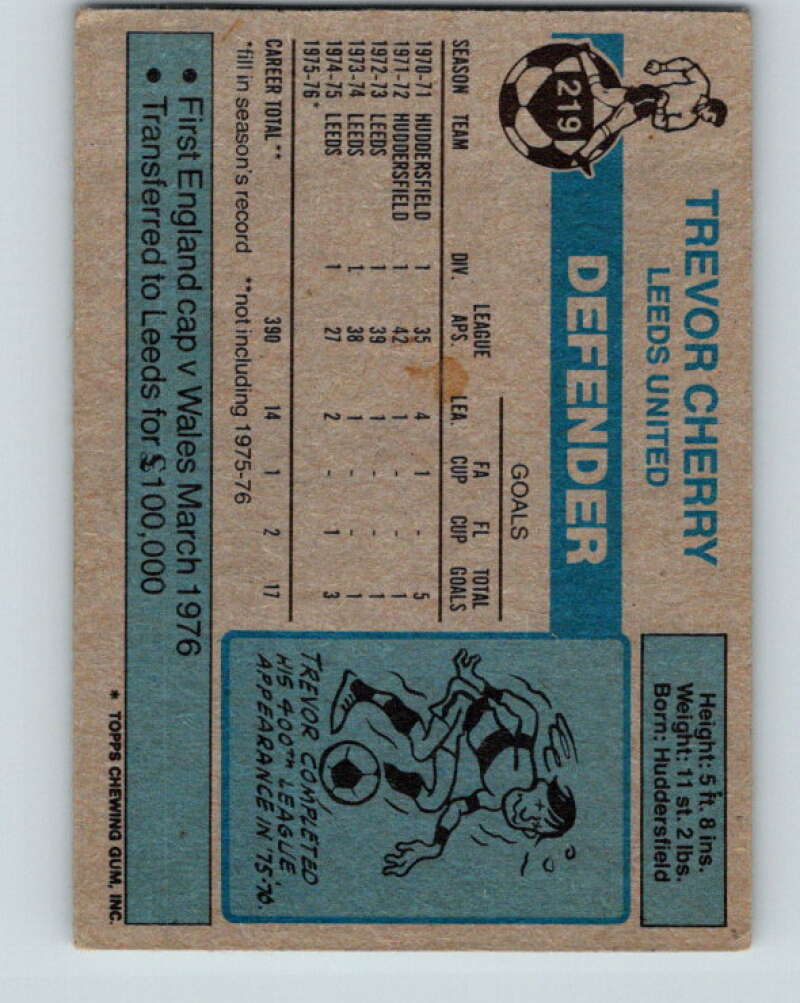 219
TREVOR CHERRY
LEEDS UNITED
DEFENDER
Height: 5 ft. 8 ins.
Weight: 11 st. 2 lbs.
Born: Huddersfield
GOALS
LEAGUE FA FL TOTAL
SEASON TEAM DIV. APS. LEA. CUP CUP GOALS
1970-71 HUDDERSFIELD 1 35 4 1 - 5
1971-72 HUDDERSFIELD 1 42 1 - - 1
1972-73 LEEDS 1 39 1 - - 1
1973-74 LEEDS 1 38 1 - - 1
1974-75 LEEDS 1 27 2 - 1 3
1975-76*
CAREER TOTAL** 390 14 1 2 17
*fill in season's record **not including 1975-76
TREVOR COMPLETED
HIS 400TH LEAGUE
APPEARANCE IN '75-76.
• First England cap v Wales March 1976
• Transferred to Leeds for £100,000
* TOPPS CHEWING GUM, INC.